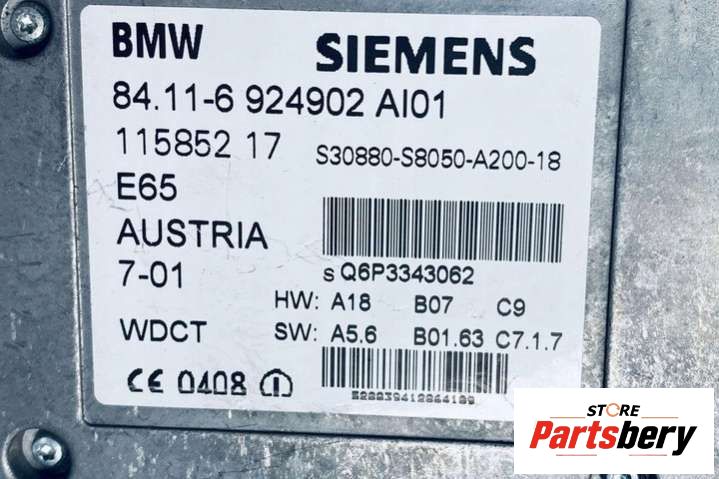 BMW SIEMENS
84.11-6 924902 AI01
115852 17 S30880-S8050-A200-18
E65
AUSTRIA
7-01 s Q6P3343062
HW: A18 B07 C9
WDCT SW: A5.6 B01.63 C7.1.7
CE 0408
STORE
Partsbery